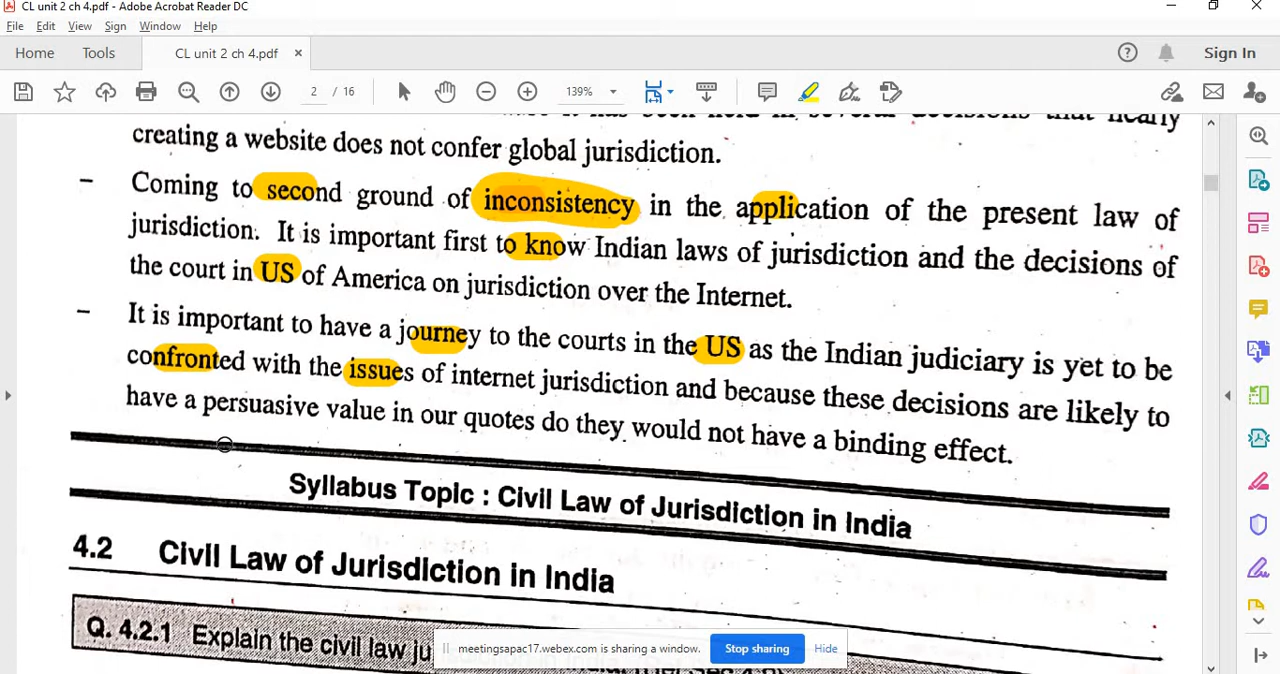 CL unit 2 ch 4.pdf - Adobe Acrobat Reader DC
File Edit View Sign Window Help
Home Tools CL unit 2 ch 4.pdf × Sign In
2 / 16 139%
creating a website does not confer global jurisdiction.
– Coming to second ground of inconsistency in the application of the present law of
jurisdiction. It is important first to know Indian laws of jurisdiction and the decisions of
the court in US of America on jurisdiction over the Internet.
– It is important to have a journey to the courts in the US as the Indian judiciary is yet to be
confronted with the issues of internet jurisdiction and because these decisions are likely to
have a persuasive value in our quotes do they would not have a binding effect.
Syllabus Topic : Civil Law of Jurisdiction in India
4.2 Civil Law of Jurisdiction in India
Q. 4.2.1 Explain the civil law ju
meetingsapac17.webex.com is sharing a window. Stop sharing Hide